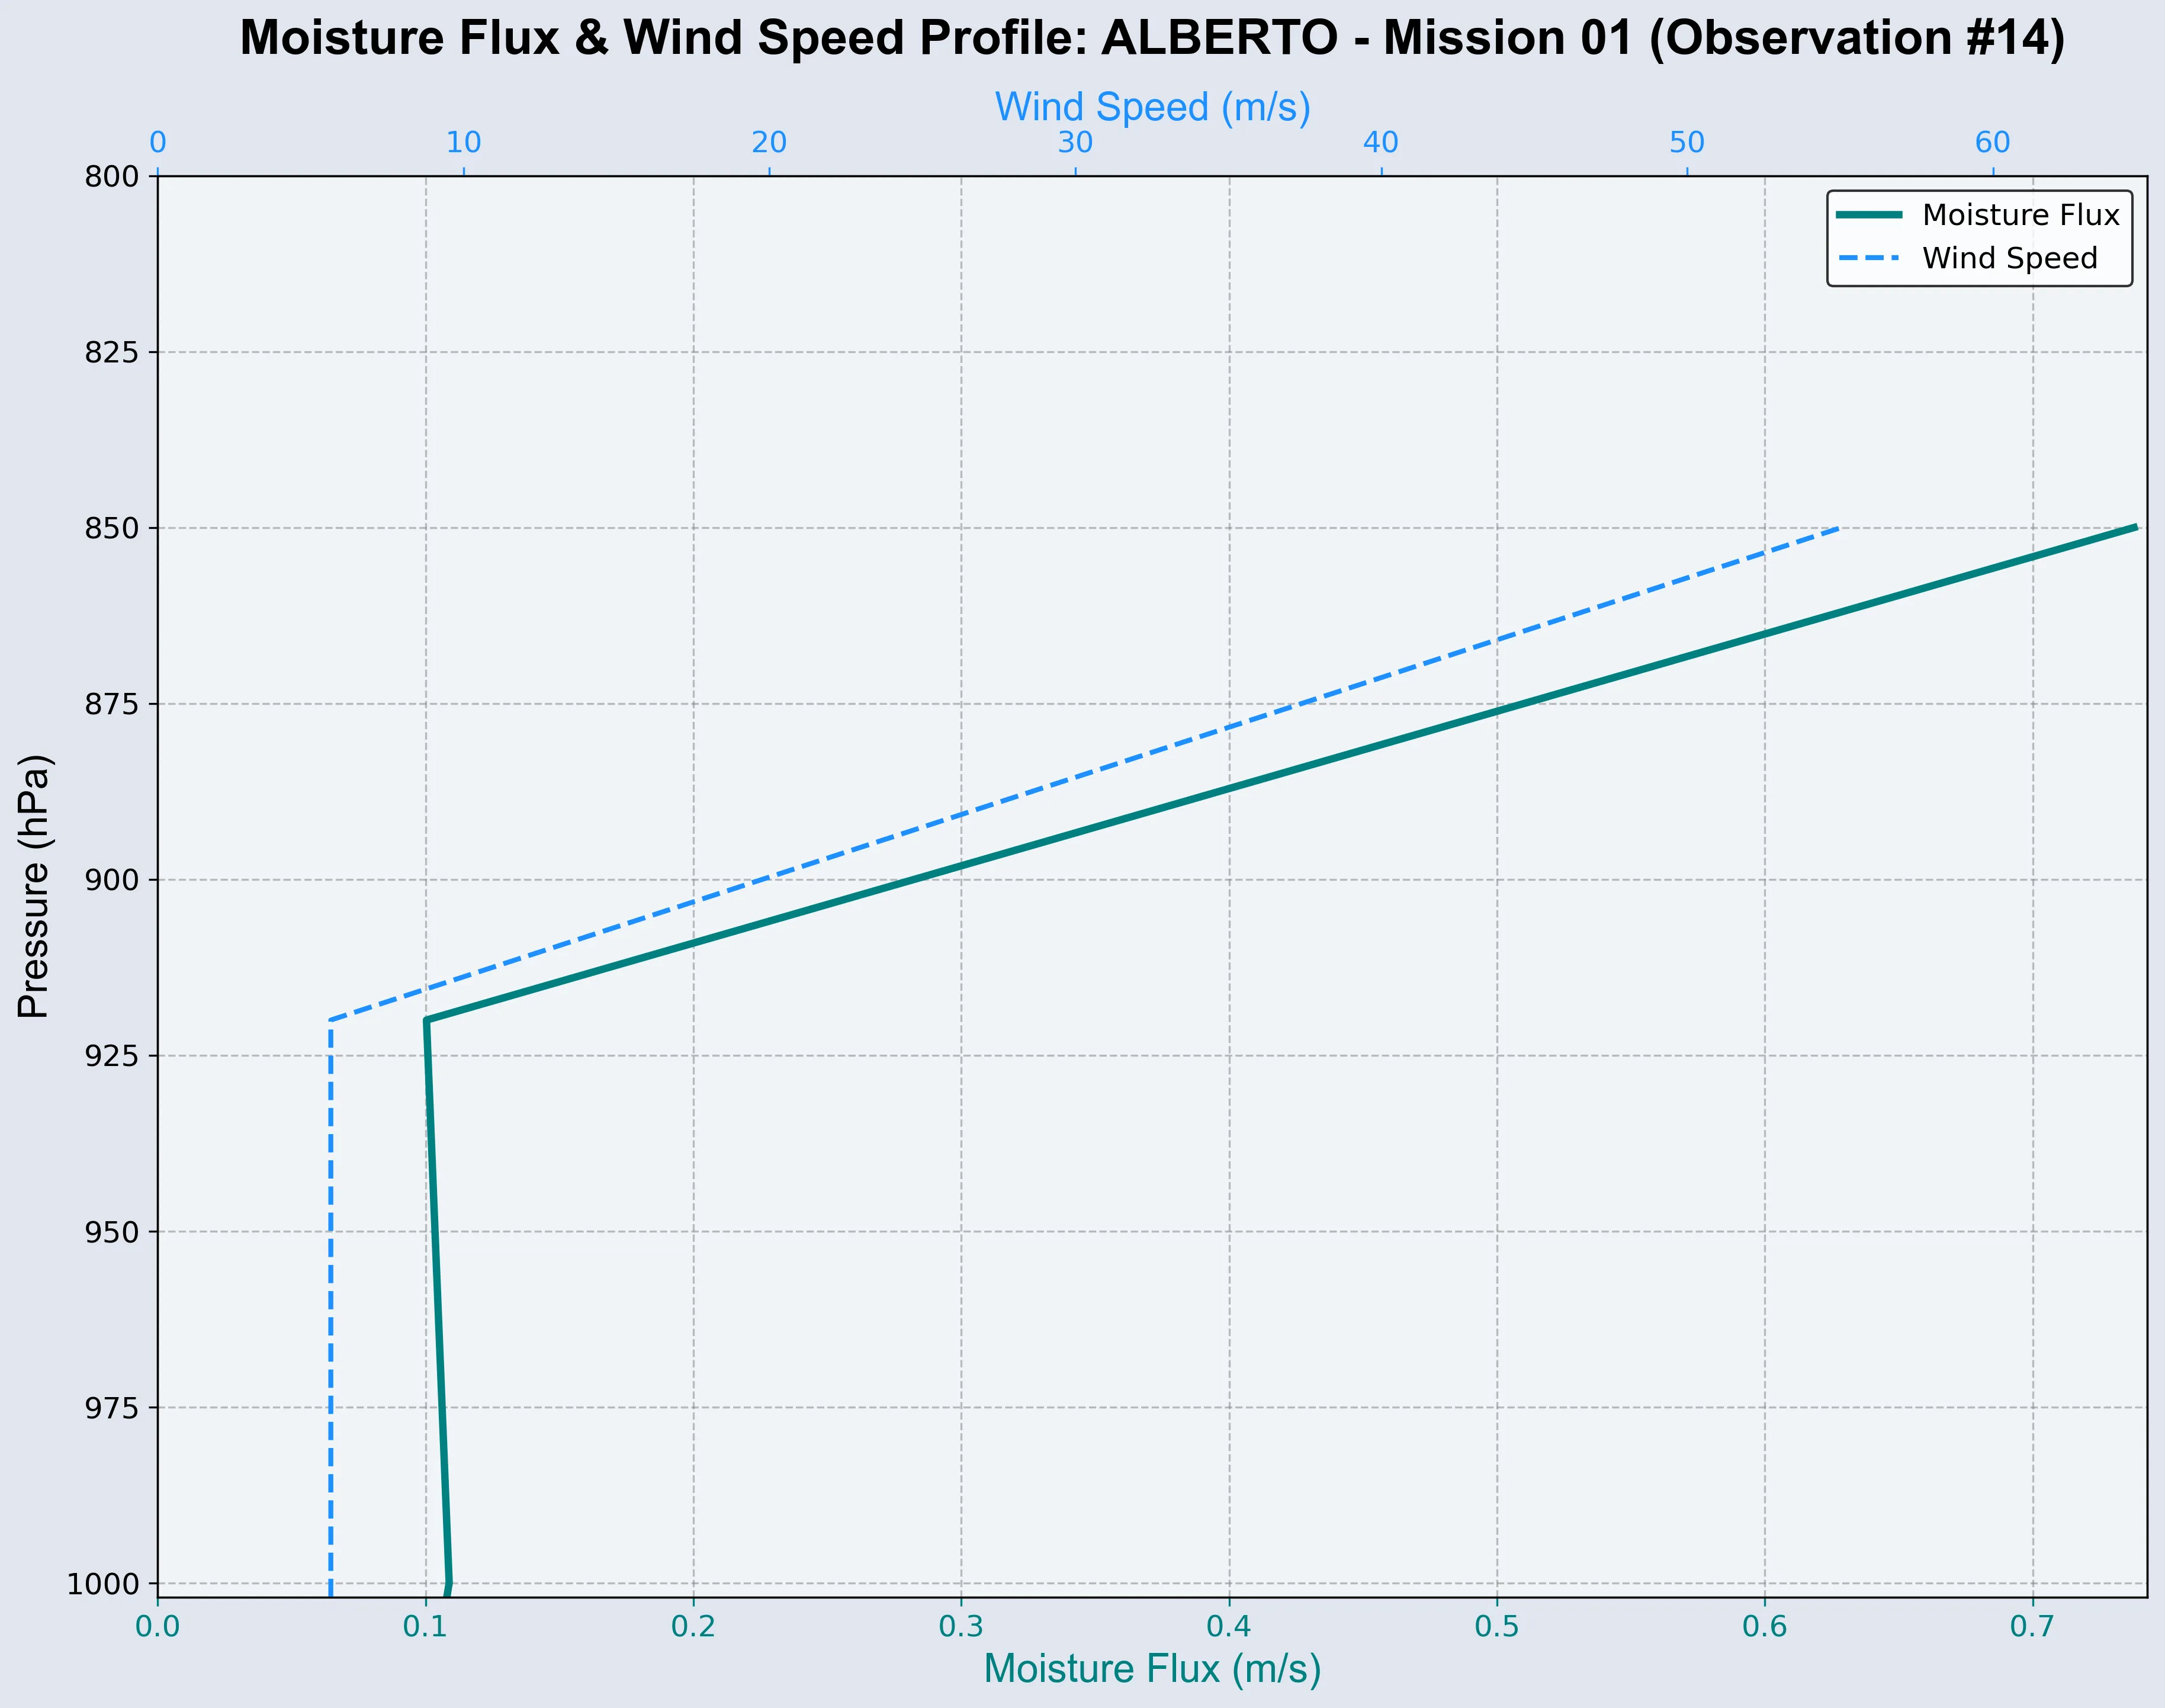 Moisture Flux & Wind Speed Profile: ALBERTO - Mission 01 (Observation #14)
Wind Speed (m/s)
0 10 20 30 40 50 60
Moisture Flux
Wind Speed
800
825
850
875
900
925
950
975
1000
Pressure (hPa)
0.0 0.1 0.2 0.3 0.4 0.5 0.6 0.7
Moisture Flux (m/s)